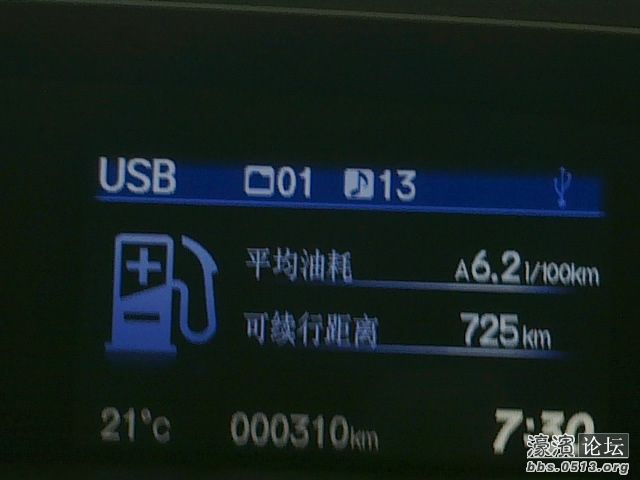 USB 01 13
平均油耗 A6.2 l/100km
可续行距离 725km
21°C 000310km 7:30
濠滨论坛
bbs.0513.org